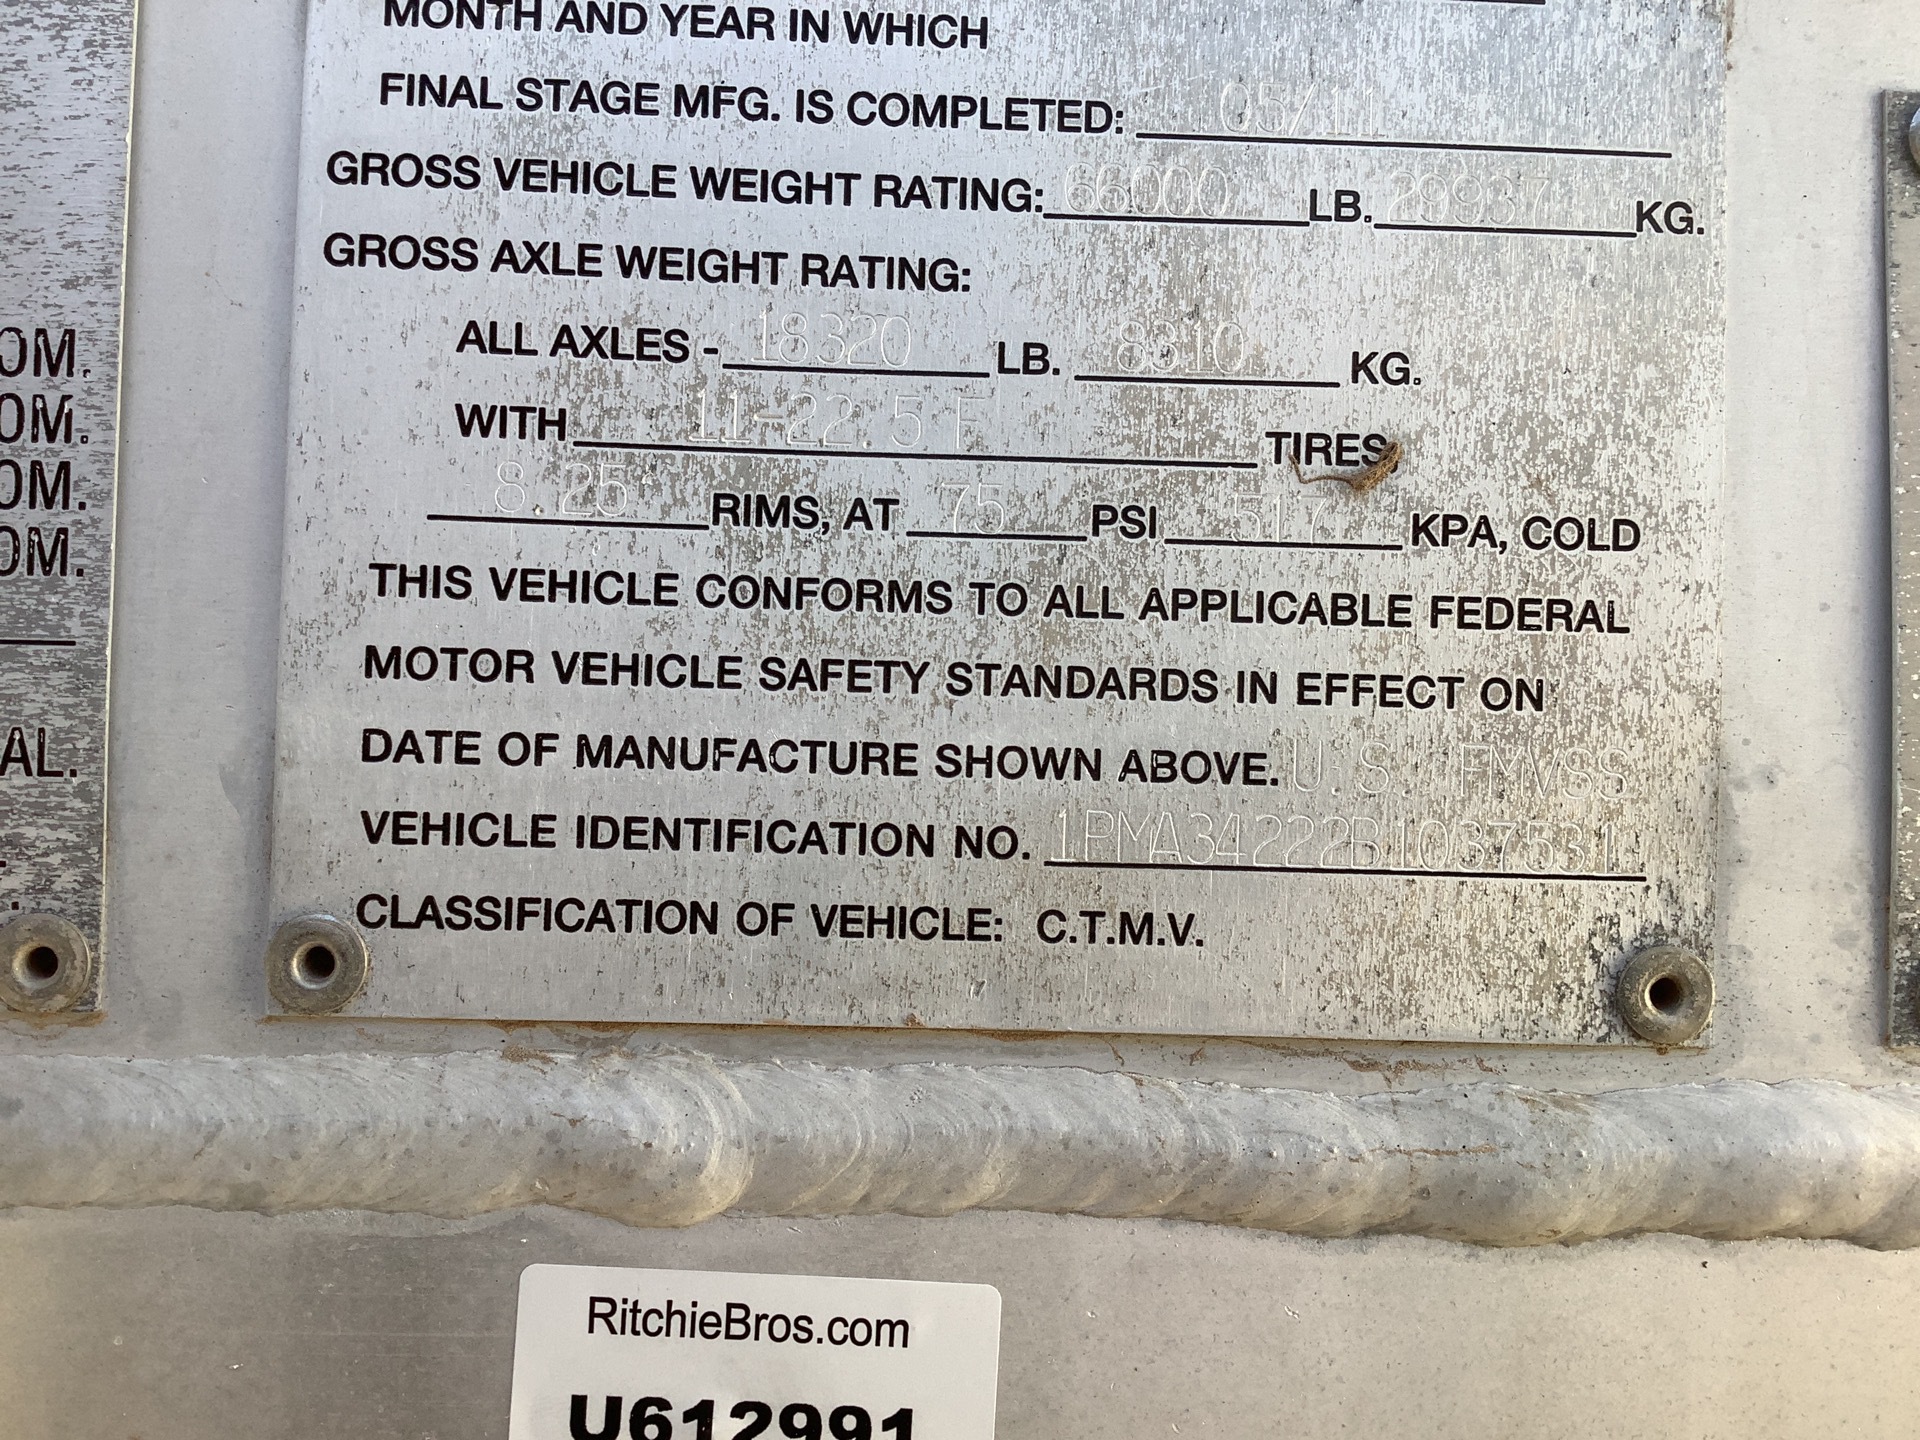 MONTH AND YEAR IN WHICH
FINAL STAGE MFG. IS COMPLETED: 05/11
GROSS VEHICLE WEIGHT RATING: 66000 LB. 29937 KG.
GROSS AXLE WEIGHT RATING:
ALL AXLES - 18320 LB. 8310 KG.
WITH 11-22.5 F TIRES,
8.25 RIMS, AT 75 PSI 517 KPA, COLD
THIS VEHICLE CONFORMS TO ALL APPLICABLE FEDERAL
MOTOR VEHICLE SAFETY STANDARDS IN EFFECT ON
DATE OF MANUFACTURE SHOWN ABOVE. U.S. FMVSS
VEHICLE IDENTIFICATION NO. 1PMA34222B1037531
CLASSIFICATION OF VEHICLE: C.T.M.V.
OM.
OM.
OM.
OM.
AL.
RitchieBros.com
U612991